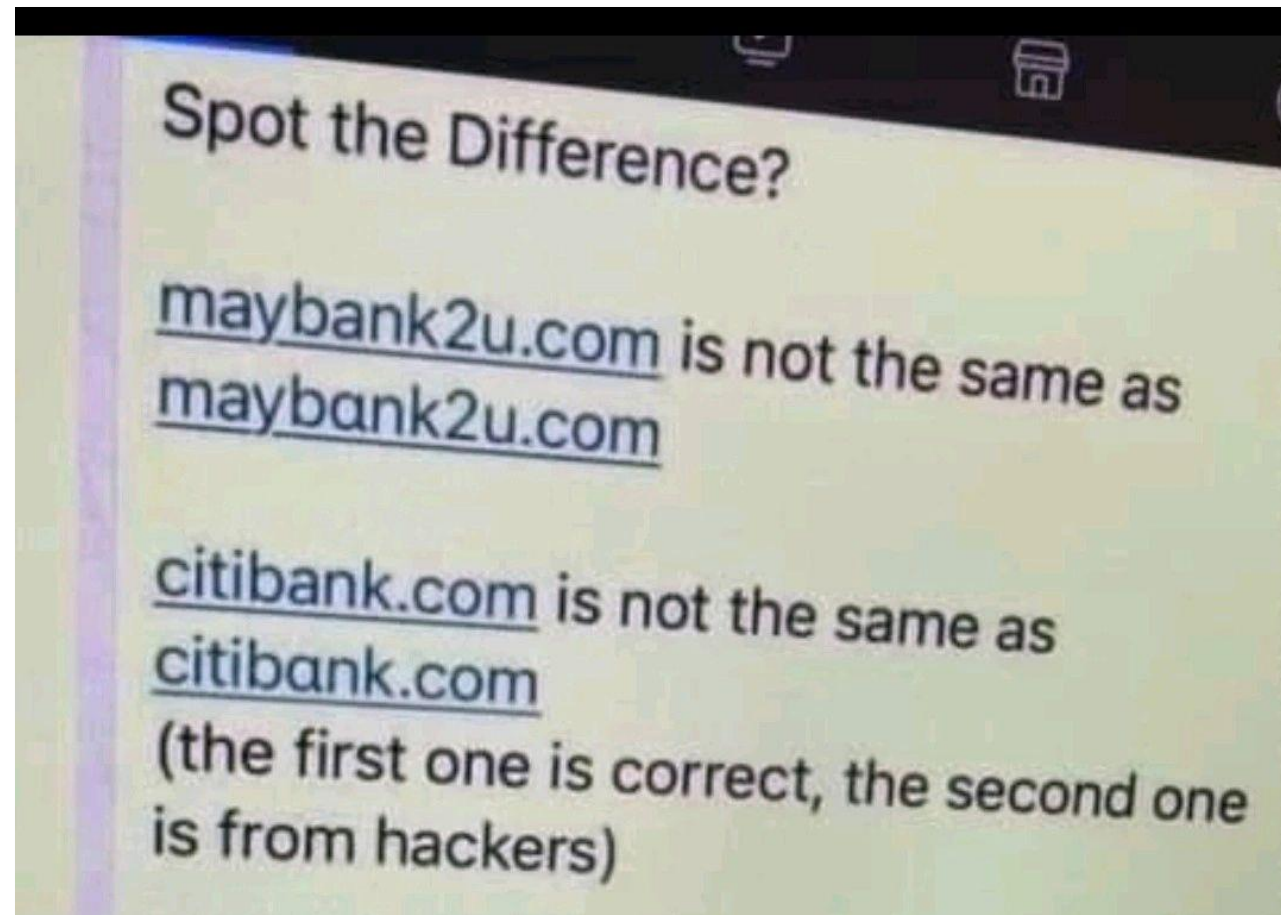 Spot the Difference?
maybank2u.com is not the same as
maybɑnk2u.com
citibank.com is not the same as
citibɑnk.com
(the first one is correct, the second one
is from hackers)